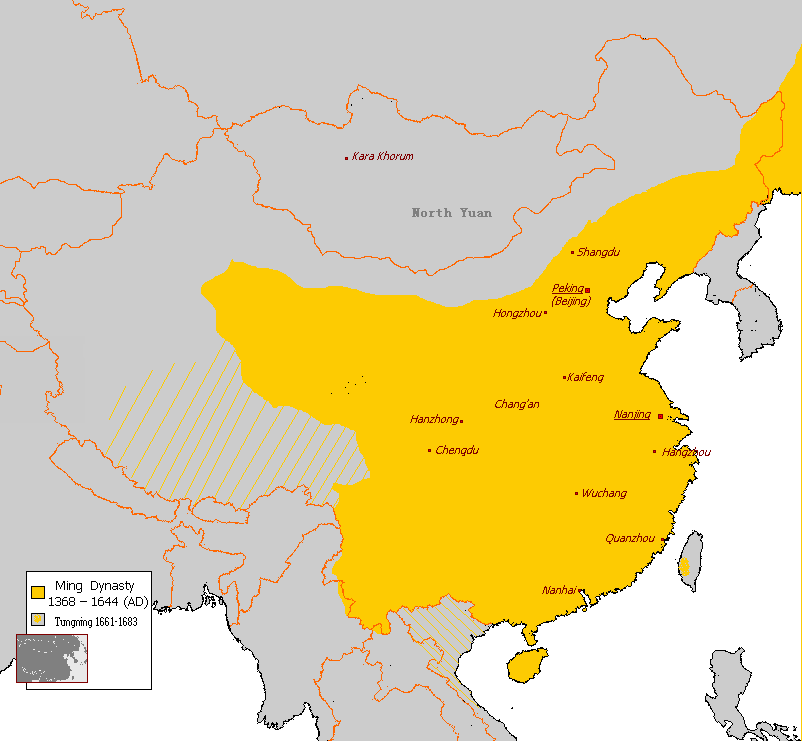 Kara Khorum
North Yuan
Shangdu
Peking
(Beijing)
Hongzhou
Kaifeng
Chang'an
Nanjing
Hanzhong
Chengdu
Hangzhou
Wuchang
Quanzhou
Nanhai
Ming Dynasty
1368 – 1644 (AD)
Tungning 1661-1683